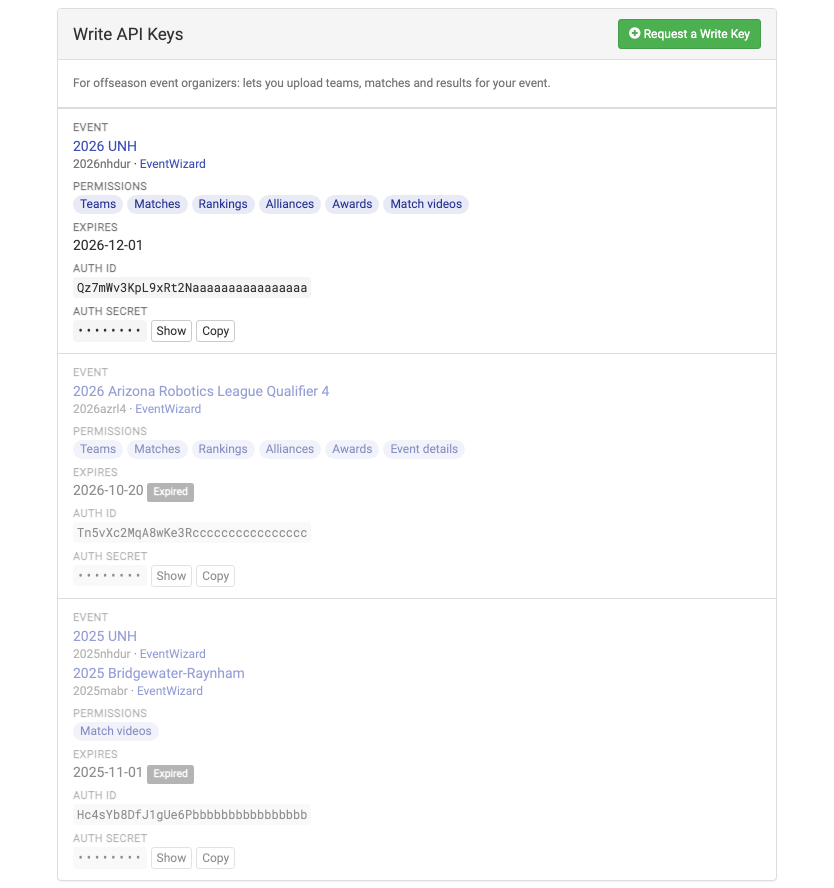 Write API Keys
Request a Write Key
For offseason event organizers: lets you upload teams, matches and results for your event.
EVENT
2026 UNH
2026nhdur · EventWizard
PERMISSIONS
Teams Matches Rankings Alliances Awards Match videos
EXPIRES
2026-12-01
AUTH ID
Qz7mWv3KpL9xRt2Naaaaaaaaaaaaaaaa
AUTH SECRET
•••••••• Show Copy
EVENT
2026 Arizona Robotics League Qualifier 4
2026azrl4 · EventWizard
PERMISSIONS
Teams Matches Rankings Alliances Awards Event details
EXPIRES
2026-10-20 Expired
AUTH ID
Tn5vXc2MqA8wKe3Rcccccccccccccccc
AUTH SECRET
•••••••• Show Copy
EVENT
2025 UNH
2025nhdur · EventWizard
2025 Bridgewater-Raynham
2025mabr · EventWizard
PERMISSIONS
Match videos
EXPIRES
2025-11-01 Expired
AUTH ID
Hc4sYb8DfJ1gUe6Pbbbbbbbbbbbbbbbb
AUTH SECRET
•••••••• Show Copy